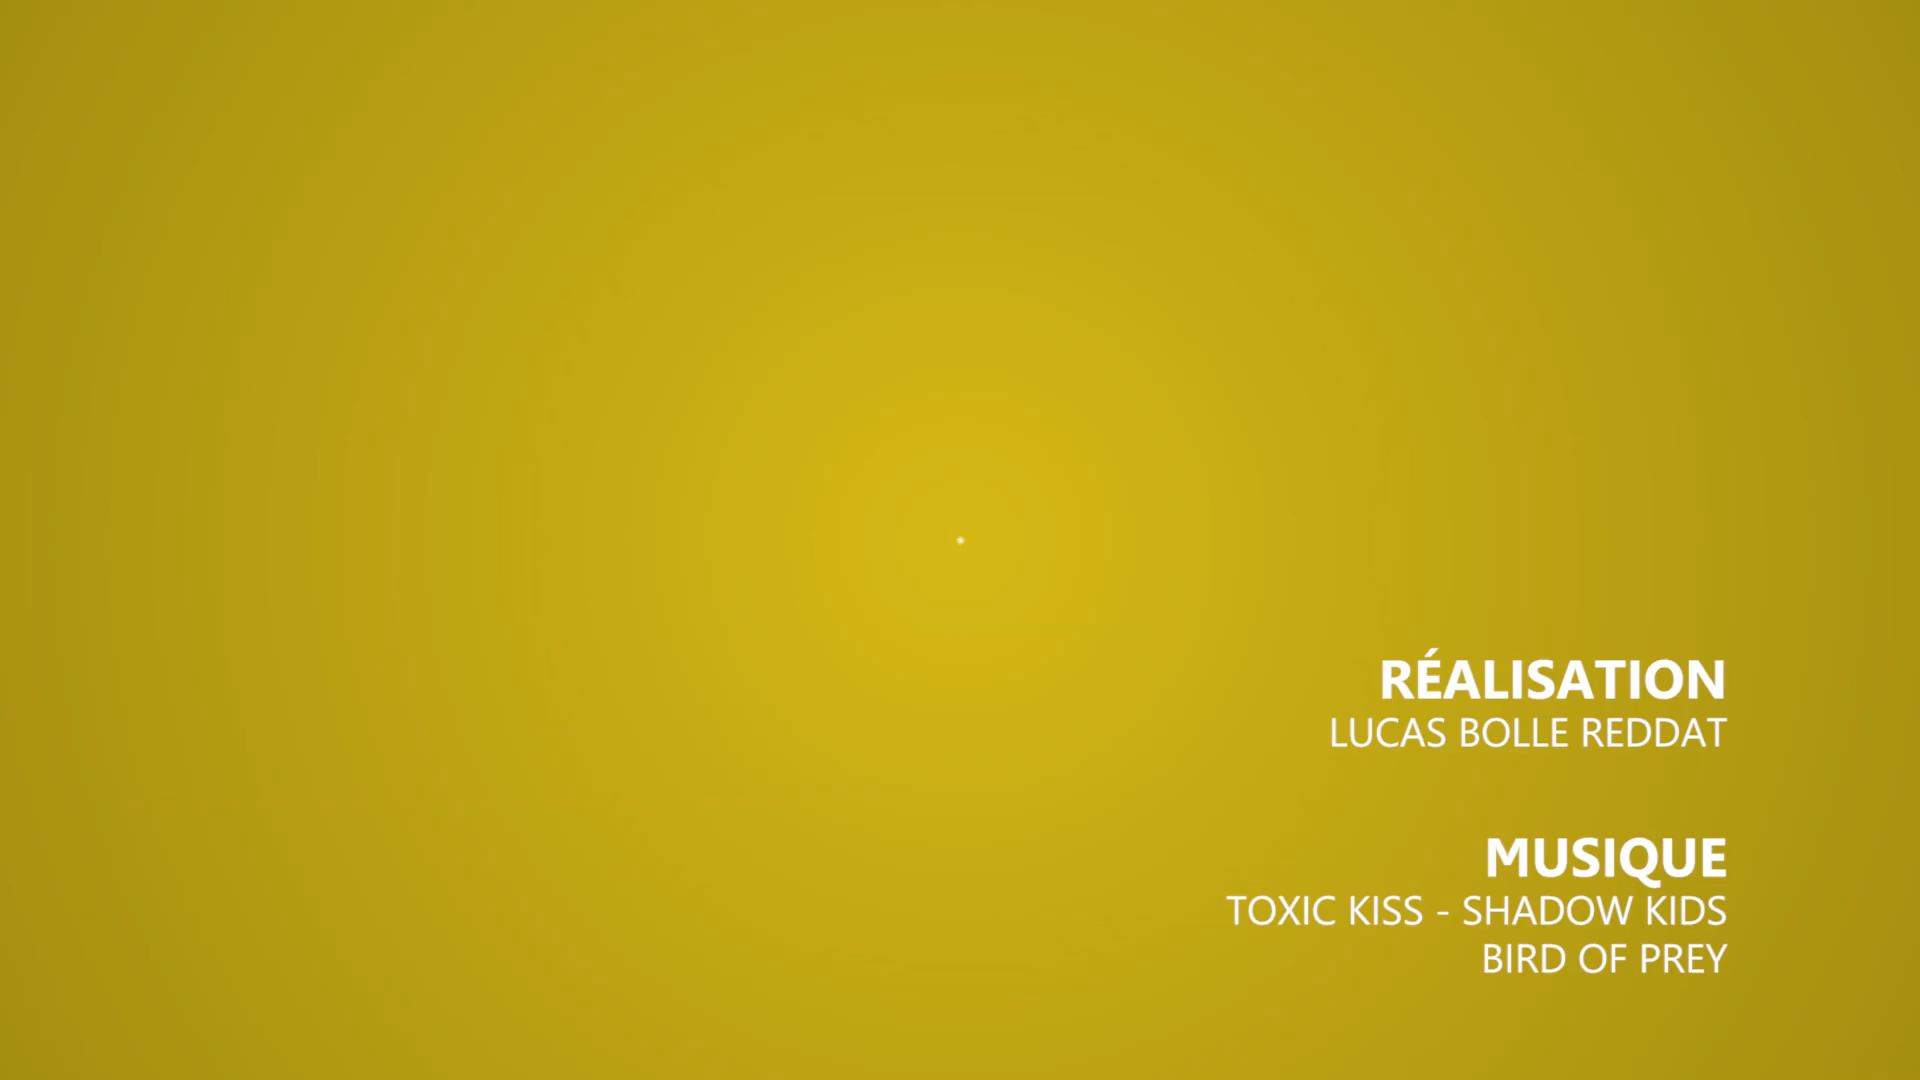 RÉALISATION
LUCAS BOLLE REDDAT
MUSIQUE
TOXIC KISS - SHADOW KIDS
BIRD OF PREY